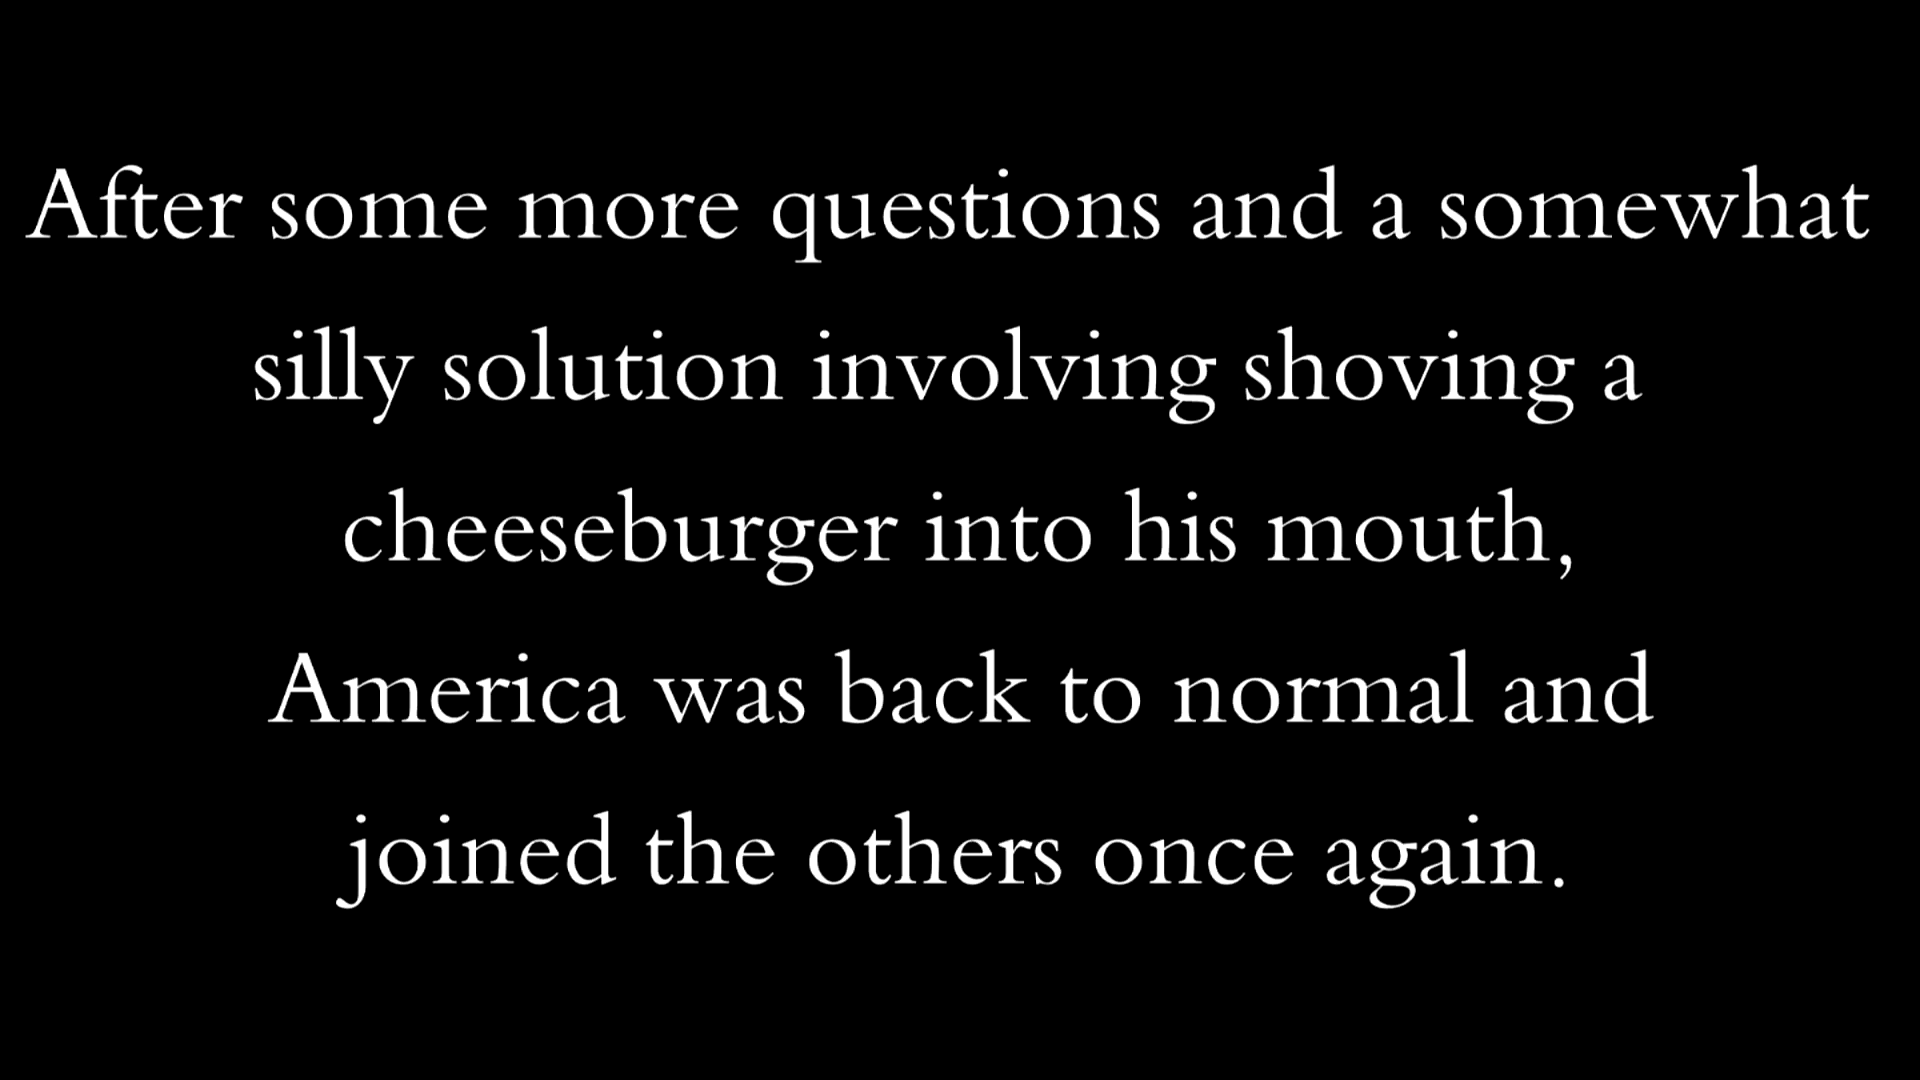 After some more questions and a somewhat
silly solution involving shoving a
cheeseburger into his mouth,
America was back to normal and
joined the others once again.